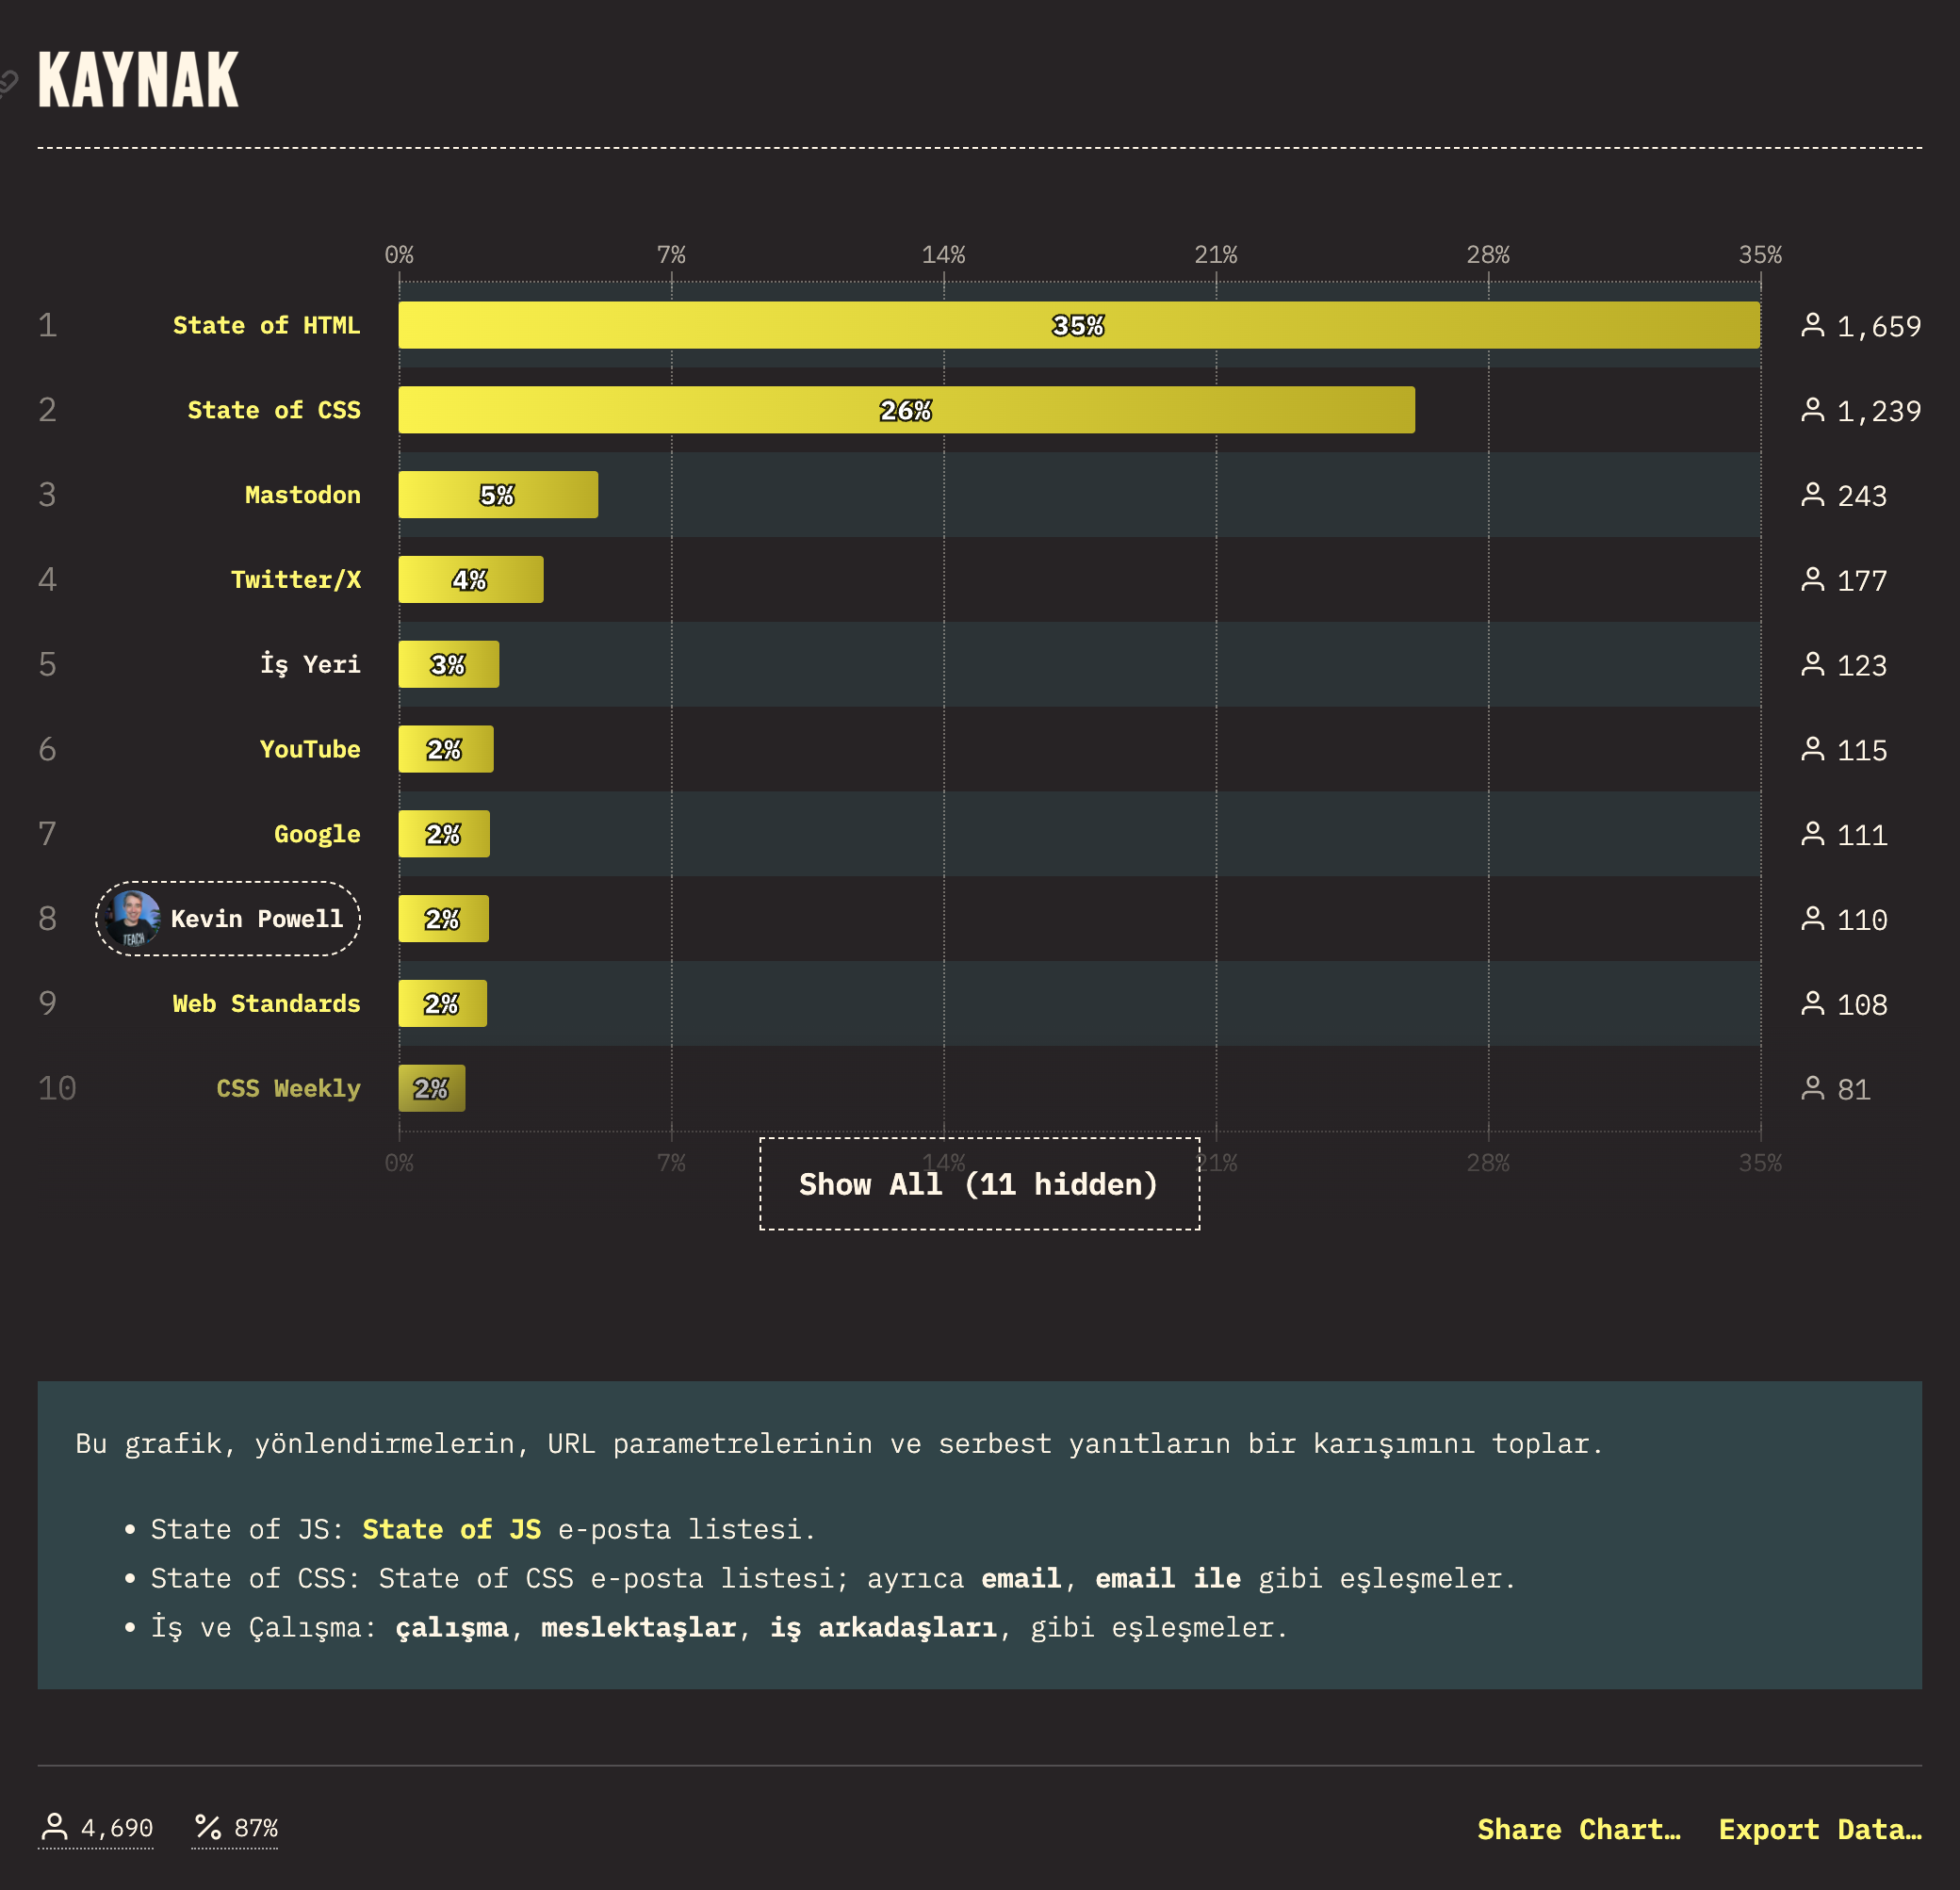 KAYNAK
0% 7% 14% 21% 28% 35%
1 State of HTML 35% 1,659
2 State of CSS 26% 1,239
3 Mastodon 5% 243
4 Twitter/X 4% 177
5 İş Yeri 3% 123
6 YouTube 2% 115
7 Google 2% 111
8 TEACH Kevin Powell 2% 110
9 Web Standards 2% 108
10 CSS Weekly 2% 81
0% 7% 14% 21% 28% 35%
Show All (11 hidden)
Bu grafik, yönlendirmelerin, URL parametrelerinin ve serbest yanıtların bir karışımını toplar.
• State of JS: State of JS e-posta listesi.
• State of CSS: State of CSS e-posta listesi; ayrıca email, email ile gibi eşleşmeler.
• İş ve Çalışma: çalışma, meslektaşlar, iş arkadaşları, gibi eşleşmeler.
4,690 87% Share Chart… Export Data…